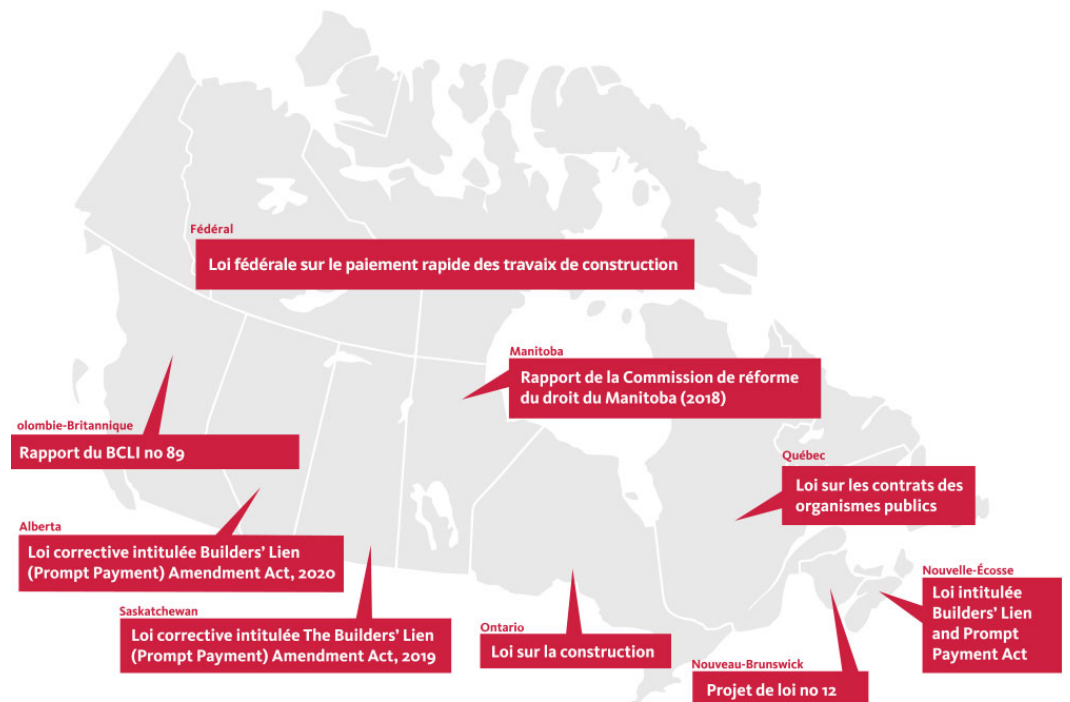 Fédéral
Loi fédérale sur le paiement rapide des travaix de construction
Manitoba
Rapport de la Commission de réforme
du droit du Manitoba (2018)
olombie-Britannique
Rapport du BCLI no 89
Québec
Loi sur les contrats des
organismes publics
Alberta
Loi corrective intitulée Builders' Lien
(Prompt Payment) Amendment Act, 2020
Nouvelle-Écosse
Loi intitulée
Builders' Lien
and Prompt
Payment Act
Saskatchewan
Loi corrective intitulée The Builders' Lien
(Prompt Payment) Amendment Act, 2019
Ontario
Loi sur la construction
Nouveau-Brunswick
Projet de loi no 12